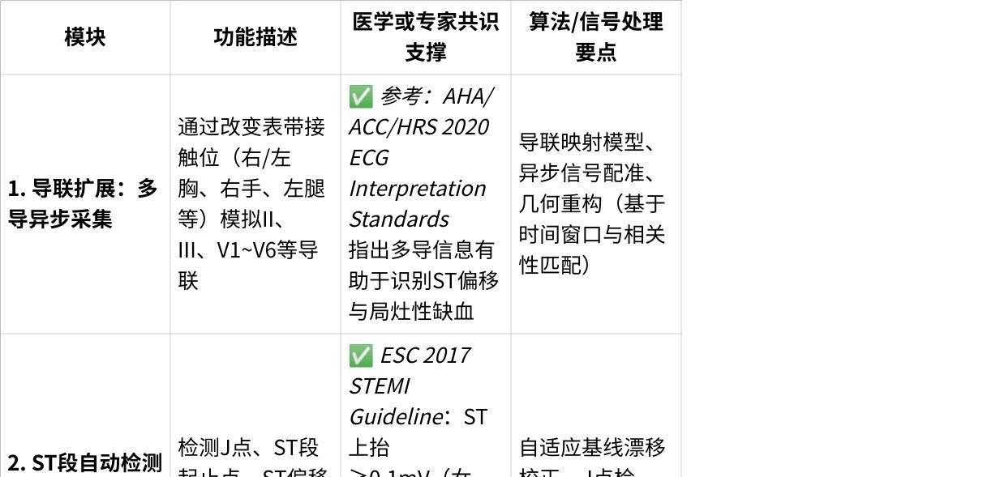 模块
功能描述
医学或专家共识
支撑
算法/信号处理
要点
1. 导联扩展：多
导异步采集
通过改变表带接
触位（右/左
胸、右手、左腿
等）模拟II、
III、V1~V6等导
联
✅ 参考：AHA/
ACC/HRS 2020
ECG
Interpretation
Standards
指出多导信息有
助于识别ST偏移
与局灶性缺血
导联映射模型、
异步信号配准、
几何重构（基于
时间窗口与相关
性匹配）
2. ST段自动检测
检测J点、ST段
起止点、ST偏移
✅ ESC 2017
STEMI
Guideline：ST
上抬
≥0.1mV（女
自适应基线漂移
校正、J点检